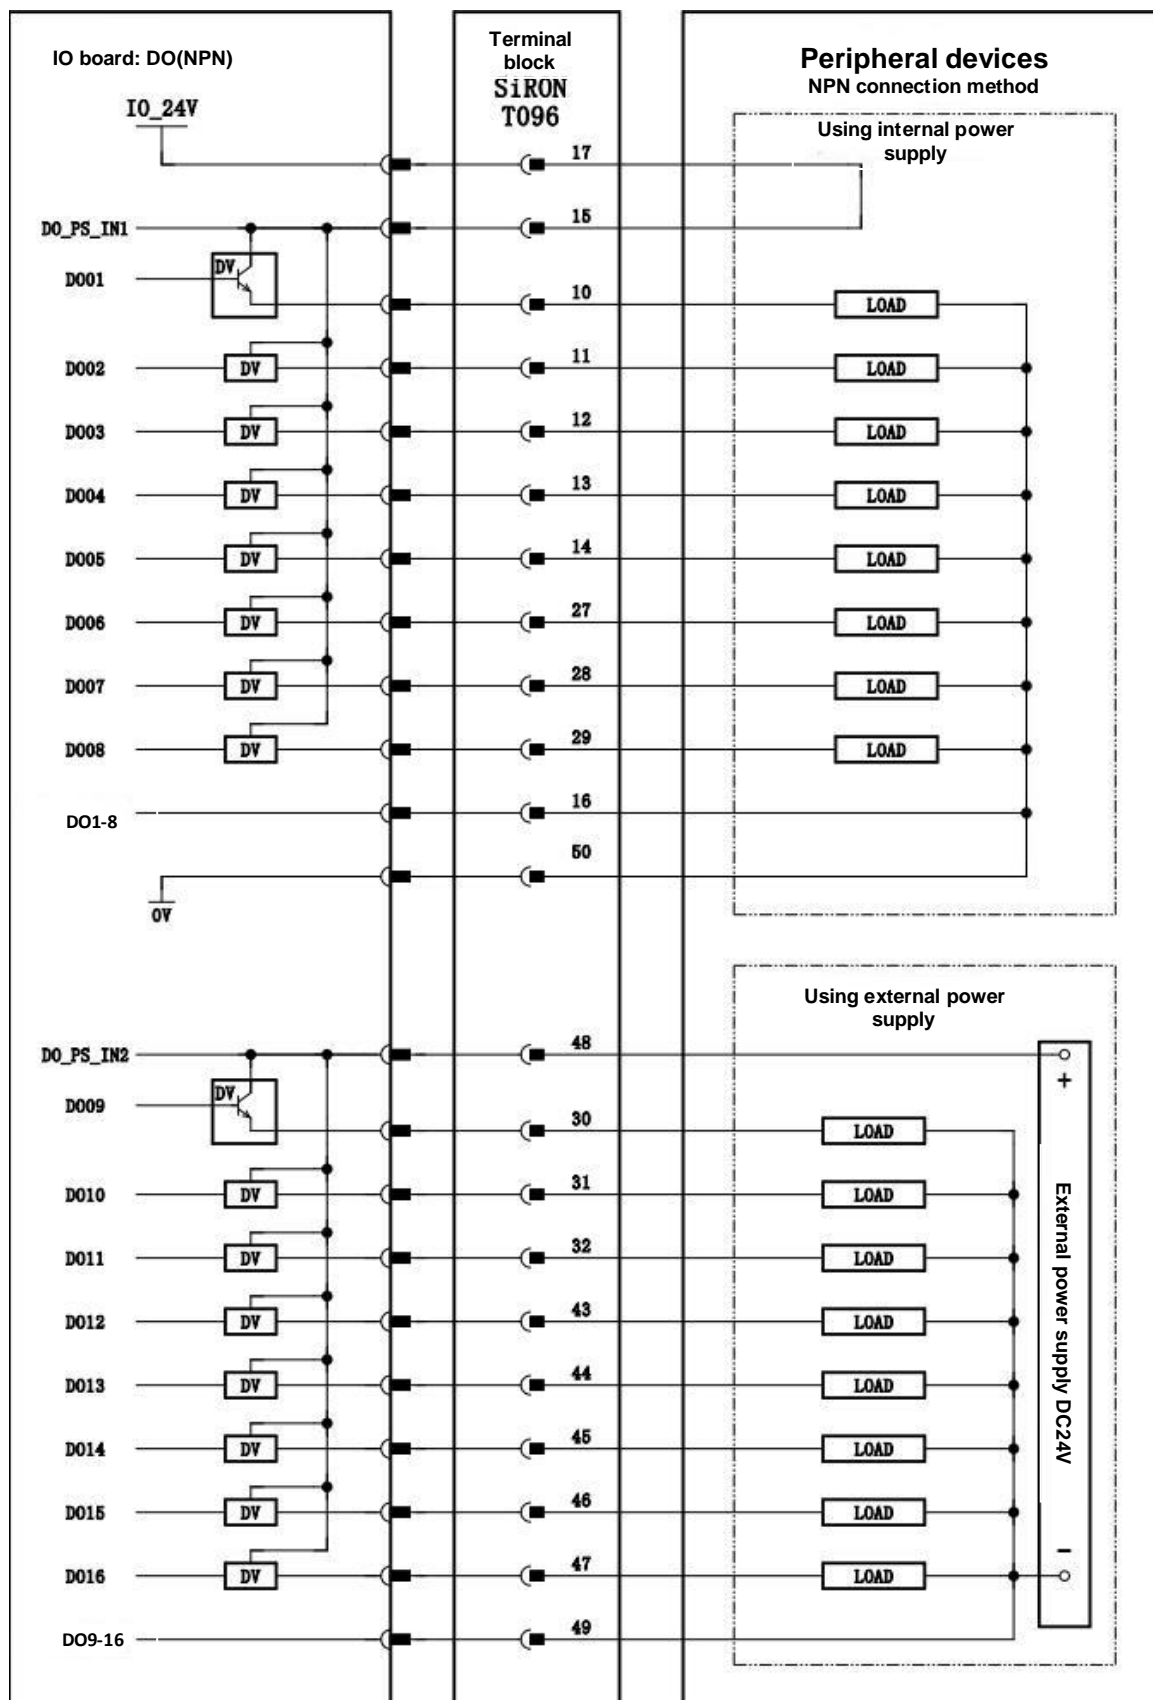 IO board: DO(NPN)
Terminal
block
SiRON
T096
Peripheral devices
NPN connection method
Using internal power
supply
IO_24V
17
DO_PS_IN1
15
DV
DO01
10
LOAD
DO02
DV
11
LOAD
DO03
DV
12
LOAD
DO04
DV
13
LOAD
DO05
DV
14
LOAD
DO06
DV
27
LOAD
DO07
DV
28
LOAD
DO08
DV
29
LOAD
DO1-8
16
50
0V
Using external power
supply
DO_PS_IN2
48
+
DV
DO09
30
LOAD
DO10
DV
31
LOAD
DO11
DV
32
LOAD
DO12
DV
43
LOAD
DO13
DV
44
LOAD
DO14
DV
45
LOAD
DO15
DV
46
LOAD
DO16
DV
47
LOAD
-
External power supply DC24V
DO9-16
49